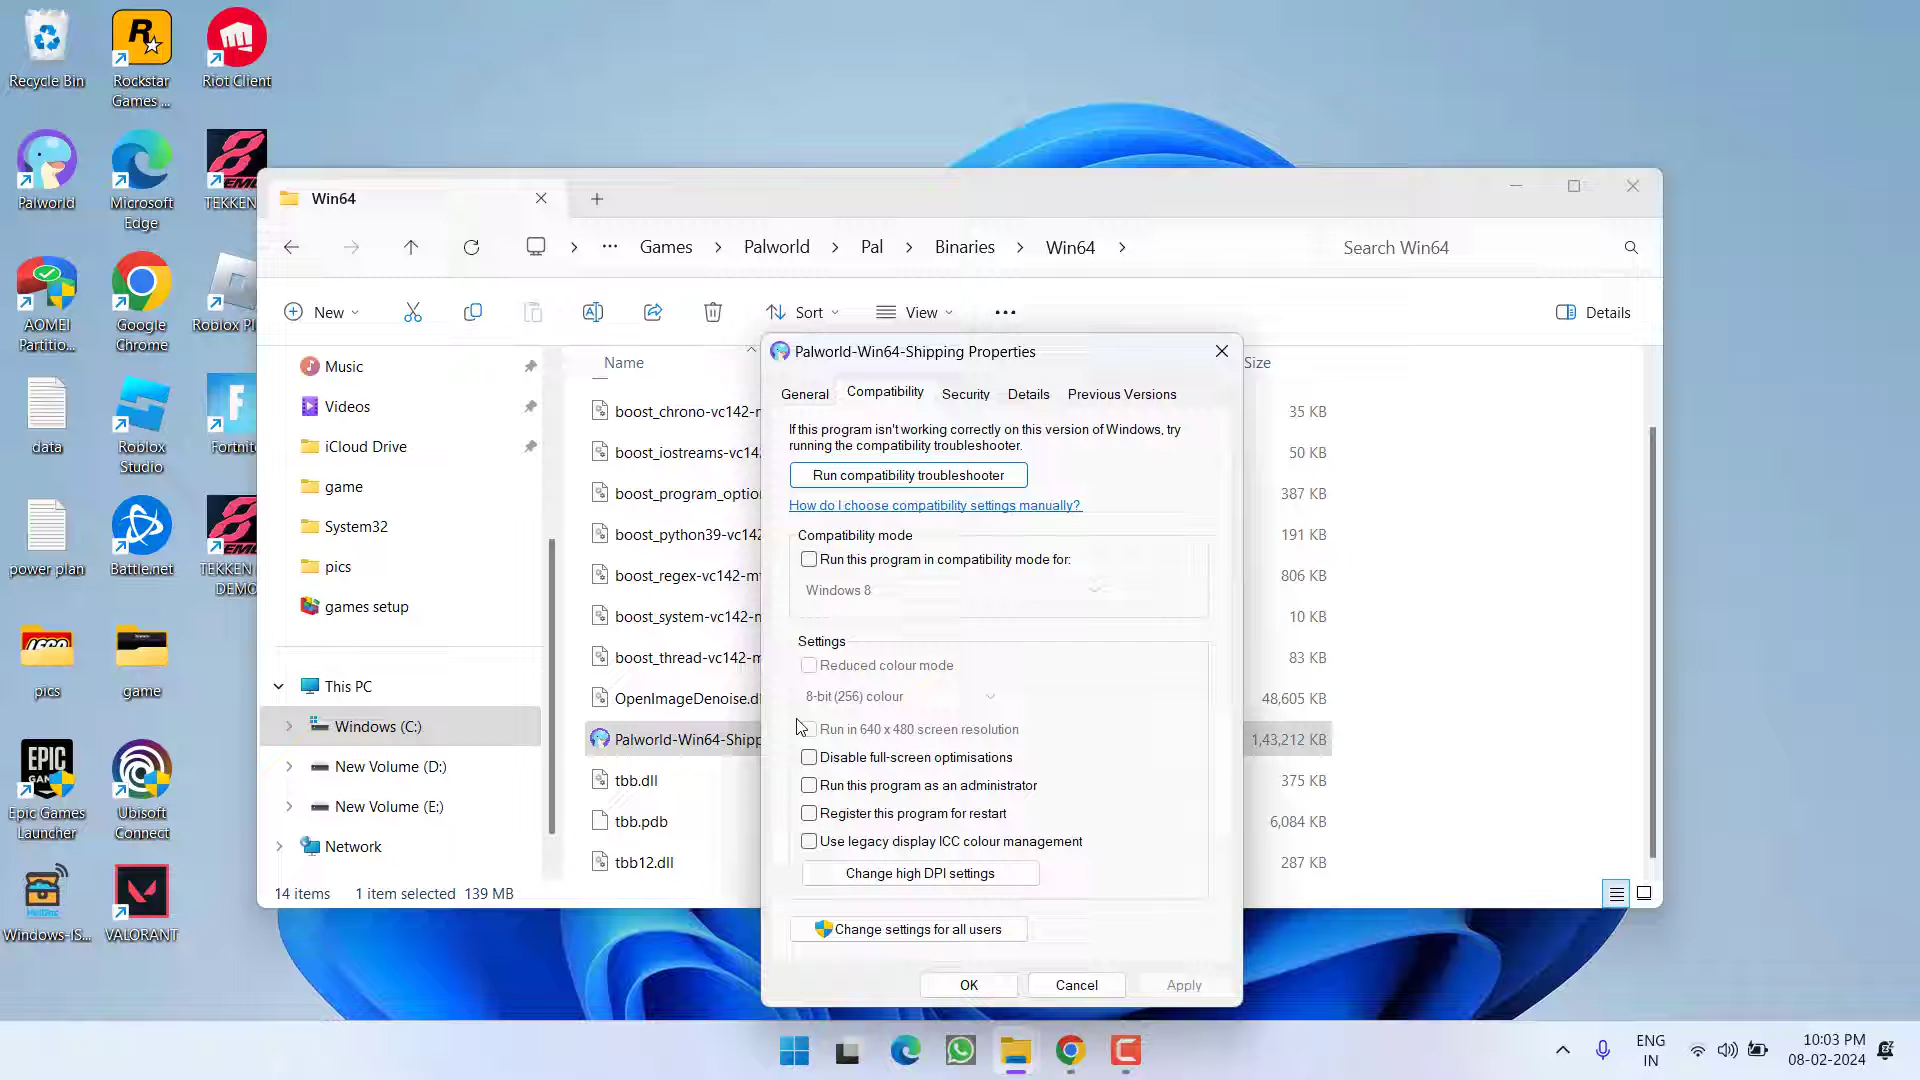 Recycle Bin
Rockstar
Games ...
Riot Client
Palworld
Microsoft
Edge
TEKKEN
AOMEI
Partitio...
Google
Chrome
Roblox Pl
data
Roblox
Studio
Fortnite
power plan
Battle.net
TEKKEN
DEMO
pics
game
Epic Games
Launcher
Ubisoft
Connect
Windows-IS...
VALORANT
Win64
Games
Palworld
Pal
Binaries
Win64
Search Win64
New
Sort
View
Details
Music
Videos
iCloud Drive
game
System32
pics
games setup
This PC
Windows (C:)
New Volume (D:)
New Volume (E:)
Network
14 items
1 item selected
139 MB
Name
Size
boost_chrono-vc142-
35 KB
boost_iostreams-vc14
50 KB
boost_program_optio
387 KB
boost_python39-vc142
191 KB
boost_regex-vc142-m
806 KB
boost_system-vc142-
10 KB
boost_thread-vc142-
83 KB
OpenImageDenoise.dl
48,605 KB
Palworld-Win64-Shipp
1,43,212 KB
tbb.dll
375 KB
tbb.pdb
6,084 KB
tbb12.dll
287 KB
Palworld-Win64-Shipping Properties
General
Compatibility
Security
Details
Previous Versions
If this program isn't working correctly on this version of Windows, try
running the compatibility troubleshooter.
Run compatibility troubleshooter
How do I choose compatibility settings manually?
Compatibility mode
Run this program in compatibility mode for:
Windows 8
Settings
Reduced colour mode
8-bit (256) colour
Run in 640 x 480 screen resolution
Disable full-screen optimisations
Run this program as an administrator
Register this program for restart
Use legacy display ICC colour management
Change high DPI settings
Change settings for all users
OK
Cancel
Apply
ENG
IN
10:03 PM
08-02-2024